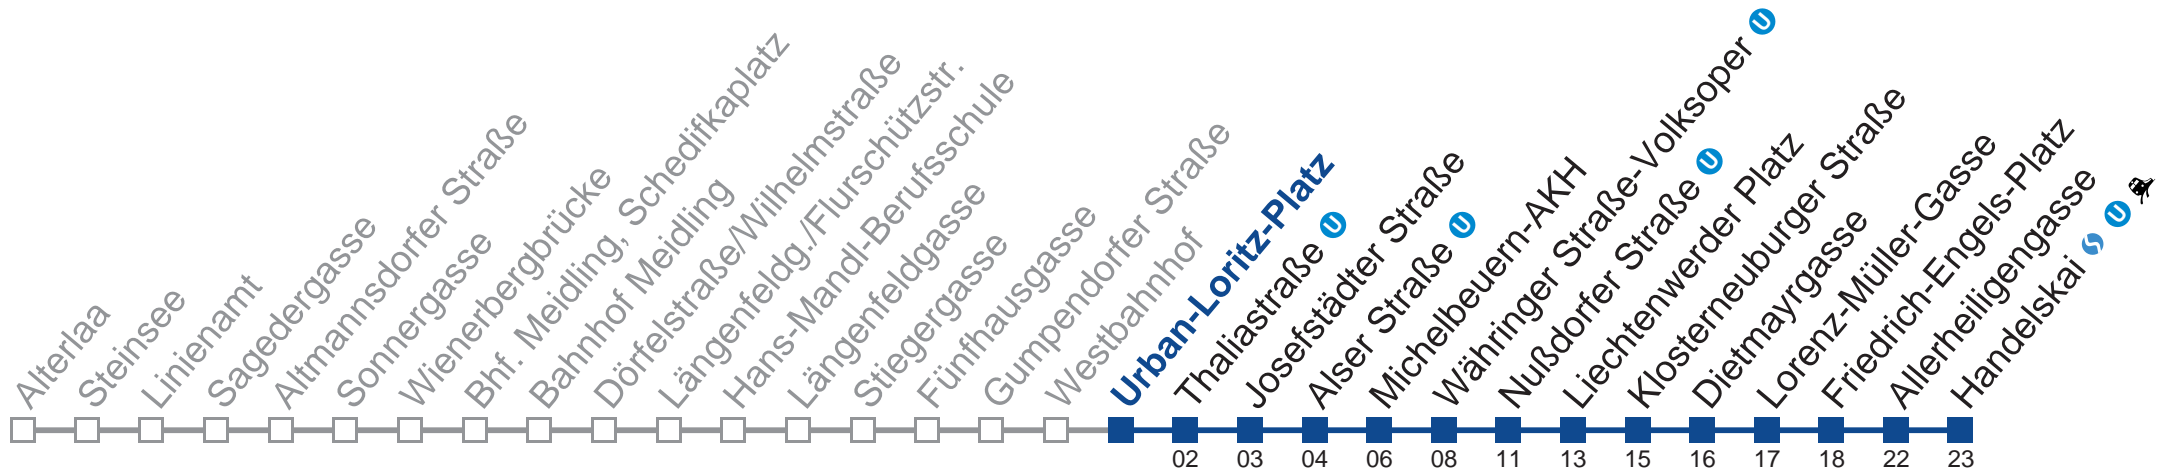 Alterlaa
Steinsee
Linienamt
Sagedergasse
Altmannsdorfer Straße
Sonnergasse
Wienerbergbrücke
Bhf. Meidling, Schedifkaplatz
Bahnhof Meidling
Dörfelstraße/Wilhelmstraße
Längenfeldg./Flurschützstr.
Hans-Mandl-Berufsschule
Längenfeldgasse
Stiegergasse
Fünfhausgasse
Gumpendorfer Straße
Westbahnhof
Urban-Loritz-Platz
Thaliastraße U
Josefstädter Straße
Alser Straße U
Michelbeuern-AKH
Währinger Straße-Volksoper U
Nußdorfer Straße U
Liechtenwerder Platz
Klosterneuburger Straße
Dietmayrgasse
Lorenz-Müller-Gasse
Friedrich-Engels-Platz
Allerheiligengasse
Handelskai S U
02 03 04 06 08 11 13 15 16 17 18 22 23